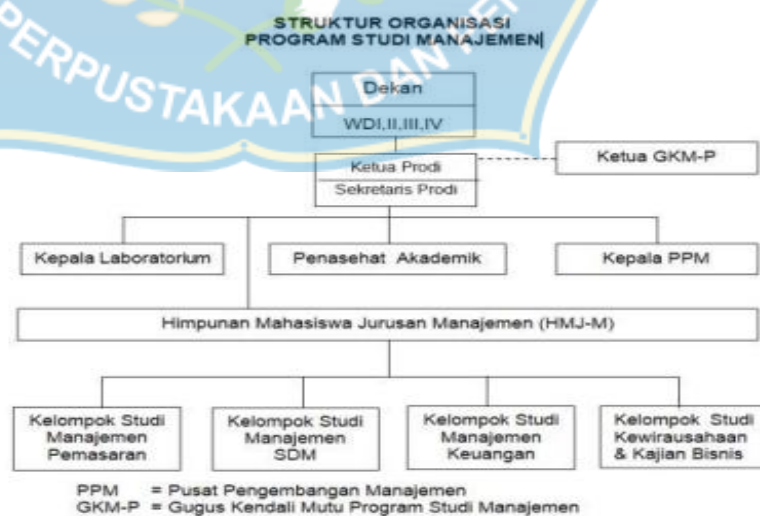 STRUKTUR ORGANISASI
PROGRAM STUDI MANAJEMEN
PERPUSTAKAAN DAN
Dekan
WDI,II,III,IV
Ketua Prodi
Sekretaris Prodi
Ketua GKM-P
Kepala Laboratorium
Penasehat Akademik
Kepala PPM
Himpunan Mahasiswa Jurusan Manajemen (HMJ-M)
Kelompok Studi
Manajemen
Pemasaran
Kelompok Studi
Manajemen
SDM
Kelompok Studi
Manajemen
Keuangan
Kelompok Studi
Kewirausahaan
& Kajian Bisnis
PPM = Pusat Pengembangan Manajemen
GKM-P = Gugus Kendali Mutu Program Studi Manajemen